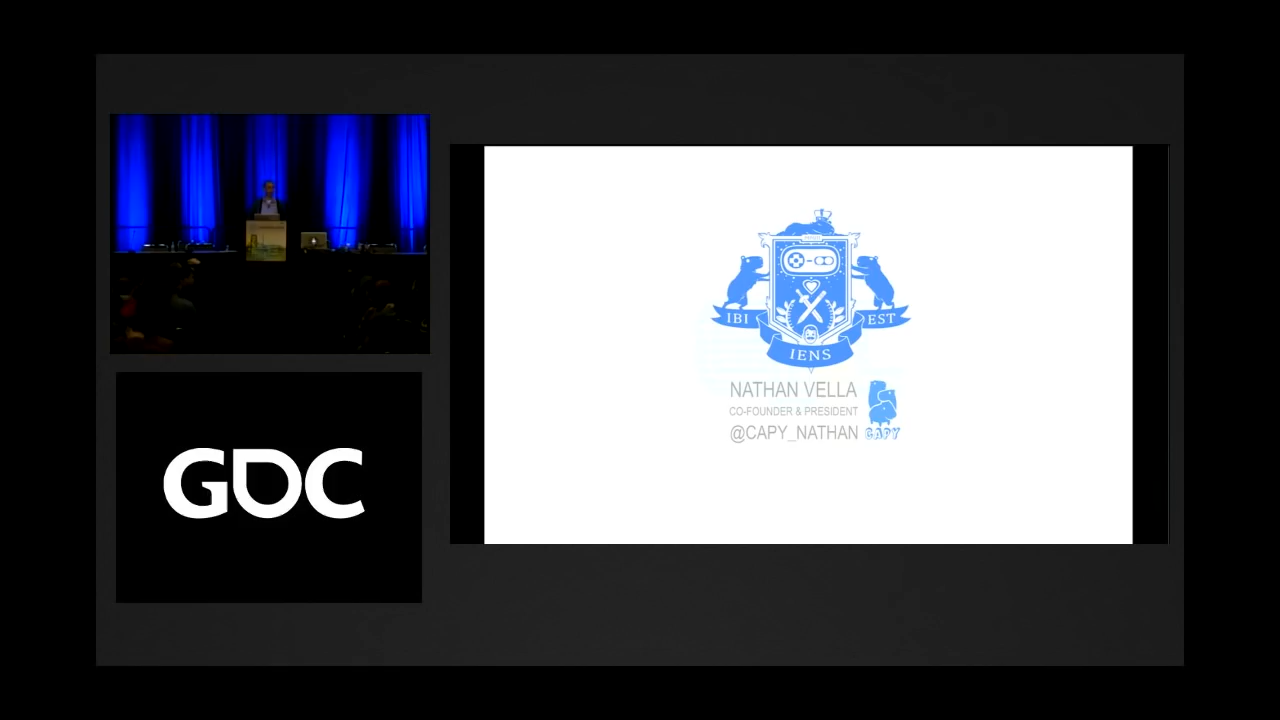 IBI EST
IENS
NATHAN VELLA
CO-FOUNDER & PRESIDENT
@CAPY_NATHAN
CAPY
GDC